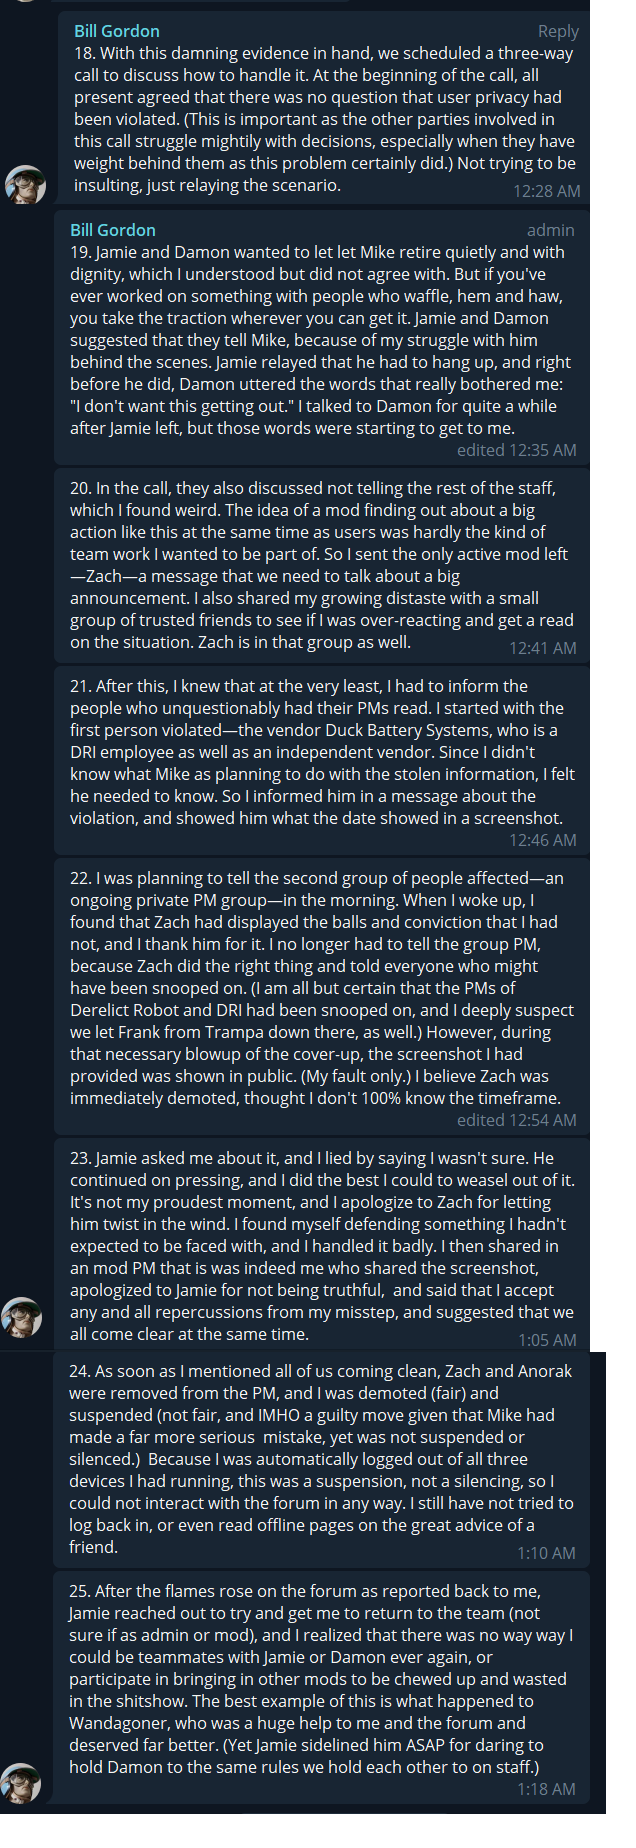 Bill Gordon Reply
18. With this damning evidence in hand, we scheduled a three-way
call to discuss how to handle it. At the beginning of the call, all
present agreed that there was no question that user privacy had
been violated. (This is important as the other parties involved in
this call struggle mightily with decisions, especially when they have
weight behind them as this problem certainly did.) Not trying to be
insulting, just relaying the scenario.
12:28 AM
Bill Gordon admin
19. Jamie and Damon wanted to let let Mike retire quietly and with
dignity, which I understood but did not agree with. But if you've
ever worked on something with people who waffle, hem and haw,
you take the traction wherever you can get it. Jamie and Damon
suggested that they tell Mike, because of my struggle with him
behind the scenes. Jamie relayed that he had to hang up, and right
before he did, Damon uttered the words that really bothered me:
"I don't want this getting out." I talked to Damon for quite a while
after Jamie left, but those words were starting to get to me.
edited 12:35 AM
20. In the call, they also discussed not telling the rest of the staff,
which I found weird. The idea of a mod finding out about a big
action like this at the same time as users was hardly the kind of
team work I wanted to be part of. So I sent the only active mod left
—Zach—a message that we need to talk about a big
announcement. I also shared my growing distaste with a small
group of trusted friends to see if I was over-reacting and get a read
on the situation. Zach is in that group as well.
12:41 AM
21. After this, I knew that at the very least, I had to inform the
people who unquestionably had their PMs read. I started with the
first person violated—the vendor Duck Battery Systems, who is a
DRI employee as well as an independent vendor. Since I didn't
know what Mike as planning to do with the stolen information, I felt
he needed to know. So I informed him in a message about the
violation, and showed him what the date showed in a screenshot.
12:46 AM
22. I was planning to tell the second group of people affected—an
ongoing private PM group—in the morning. When I woke up, I
found that Zach had displayed the balls and conviction that I had
not, and I thank him for it. I no longer had to tell the group PM,
because Zach did the right thing and told everyone who might
have been snooped on. (I am all but certain that the PMs of
Derelict Robot and DRI had been snooped on, and I deeply suspect
we let Frank from Trampa down there, as well.) However, during
that necessary blowup of the cover-up, the screenshot I had
provided was shown in public. (My fault only.) I believe Zach was
immediately demoted, thought I don't 100% know the timeframe.
edited 12:54 AM
23. Jamie asked me about it, and I lied by saying I wasn't sure. He
continued on pressing, and I did the best I could to weasel out of it.
It's not my proudest moment, and I apologize to Zach for letting
him twist in the wind. I found myself defending something I hadn't
expected to be faced with, and I handled it badly. I then shared in
an mod PM that is was indeed me who shared the screenshot,
apologized to Jamie for not being truthful, and said that I accept
any and all repercussions from my misstep, and suggested that we
all come clear at the same time.
1:05 AM
24. As soon as I mentioned all of us coming clean, Zach and Anorak
were removed from the PM, and I was demoted (fair) and
suspended (not fair, and IMHO a guilty move given that Mike had
made a far more serious mistake, yet was not suspended or
silenced.) Because I was automatically logged out of all three
devices I had running, this was a suspension, not a silencing, so I
could not interact with the forum in any way. I still have not tried to
log back in, or even read offline pages on the great advice of a
friend.
1:10 AM
25. After the flames rose on the forum as reported back to me,
Jamie reached out to try and get me to return to the team (not
sure if as admin or mod), and I realized that there was no way way I
could be teammates with Jamie or Damon ever again, or
participate in bringing in other mods to be chewed up and wasted
in the shitshow. The best example of this is what happened to
Wandagoner, who was a huge help to me and the forum and
deserved far better. (Yet Jamie sidelined him ASAP for daring to
hold Damon to the same rules we hold each other to on staff.)
1:18 AM